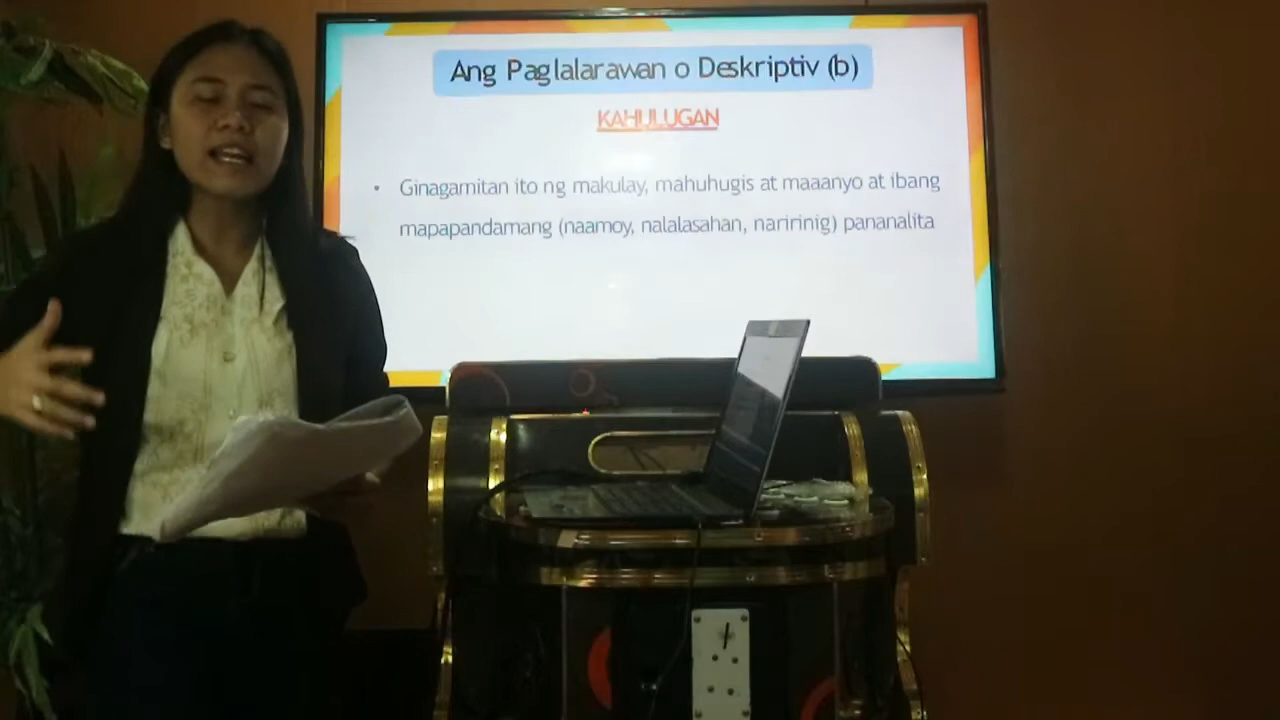 Ang Paglalarawan o Deskriptiv (b)
KAHULUGAN
• Ginagamitan ito ng makulay, mahuhugis at maaanyo at ibang
mapapandamang (naamoy, nalalasahan, naririnig) pananalita